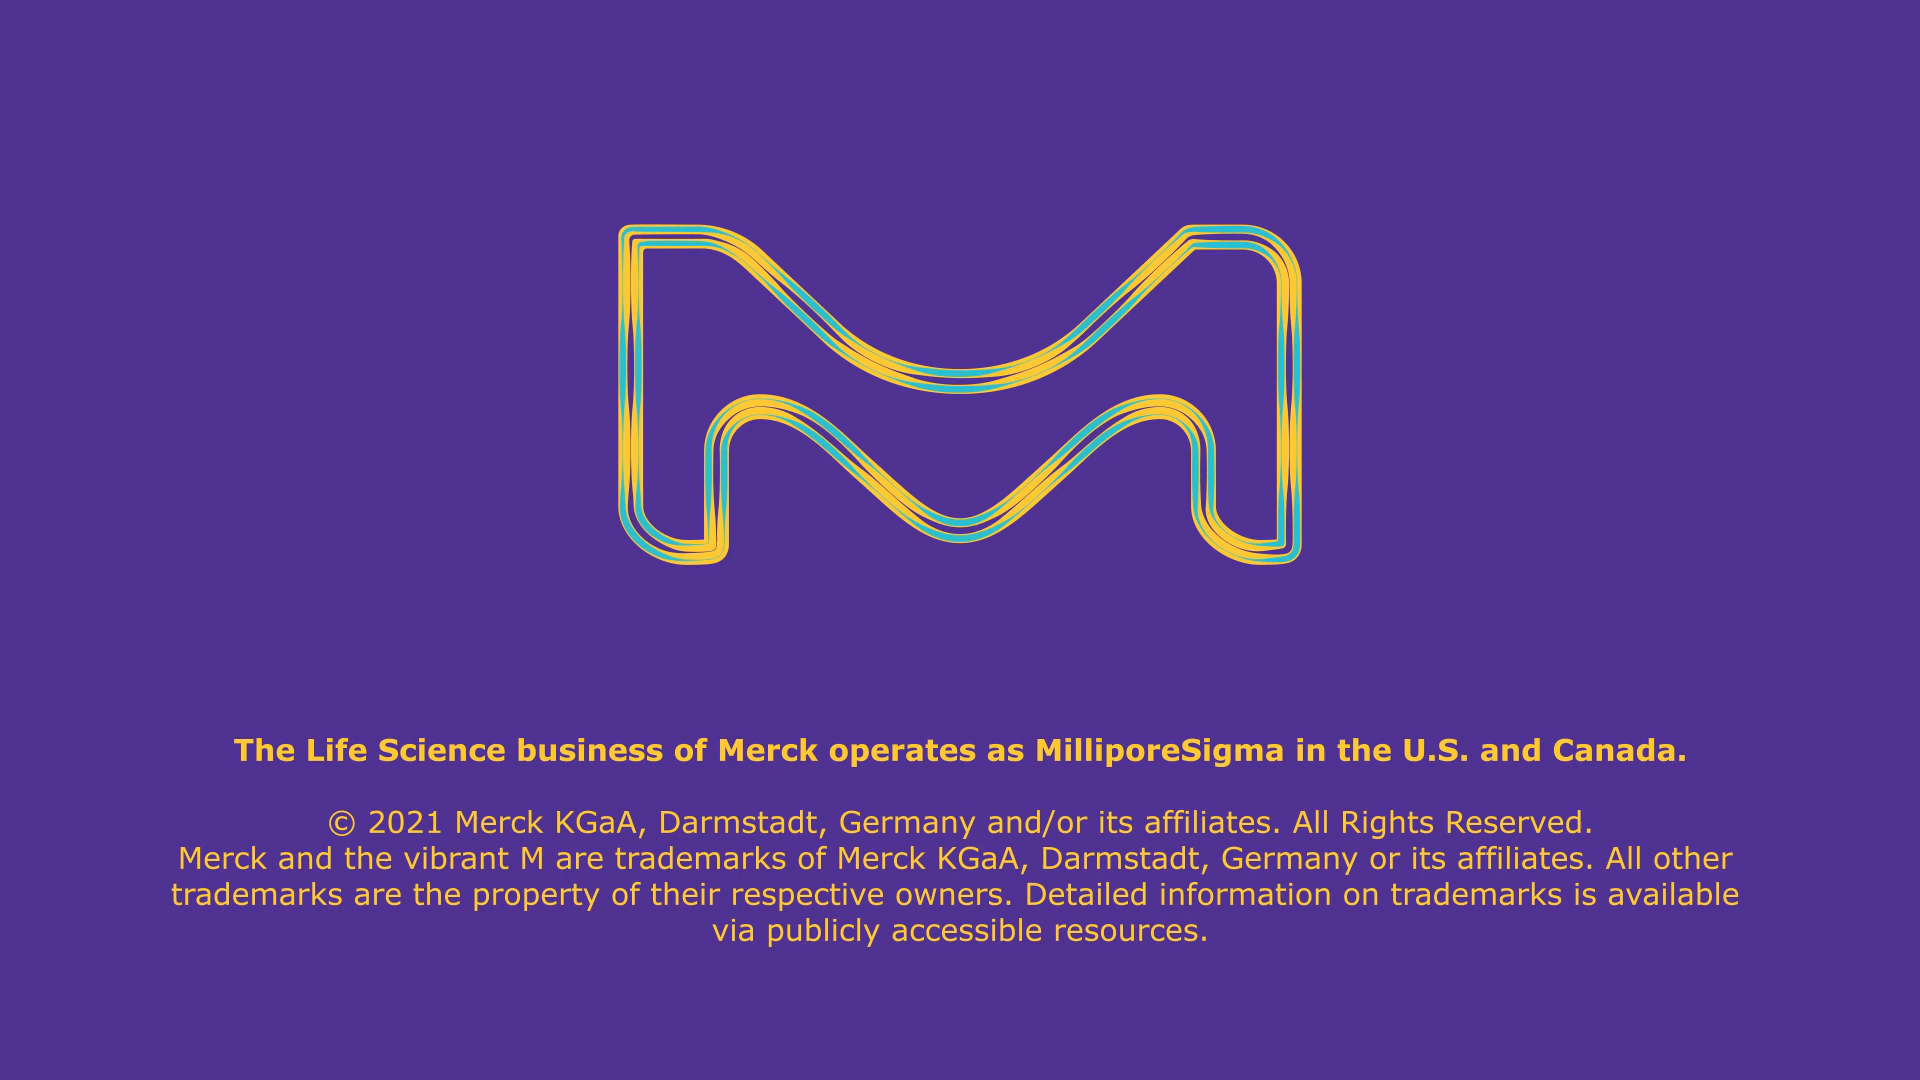 The Life Science business of Merck operates as MilliporeSigma in the U.S. and Canada.
© 2021 Merck KGaA, Darmstadt, Germany and/or its affiliates. All Rights Reserved.
Merck and the vibrant M are trademarks of Merck KGaA, Darmstadt, Germany or its affiliates. All other
trademarks are the property of their respective owners. Detailed information on trademarks is available
via publicly accessible resources.